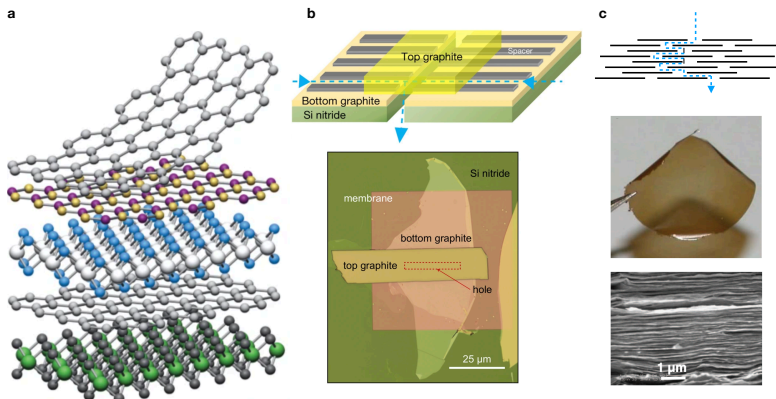 a
b
c
Spacer
Top graphite
Bottom graphite
Si nitride
Si nitride
membrane
bottom graphite
top graphite
hole
25 µm
1 µm